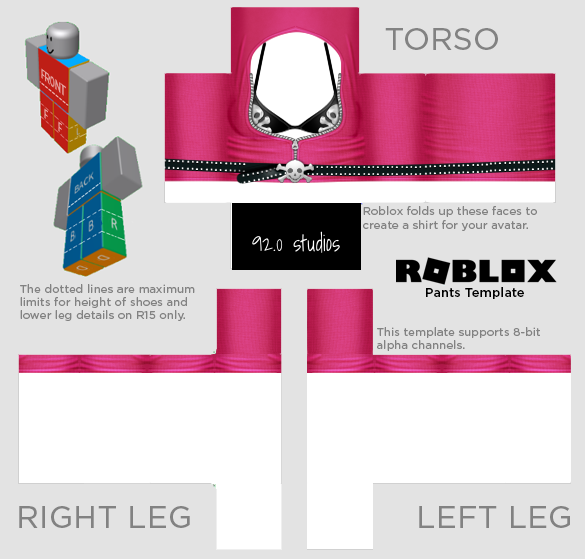 TORSO
FRONT
F F L
BACK
B B R
Roblox folds up these faces to
create a shirt for your avatar.
92.0 studios
ROBLOX
Pants Template
The dotted lines are maximum
limits for height of shoes and
lower leg details on R15 only.
This template supports 8-bit
alpha channels.
RIGHT LEG
LEFT LEG